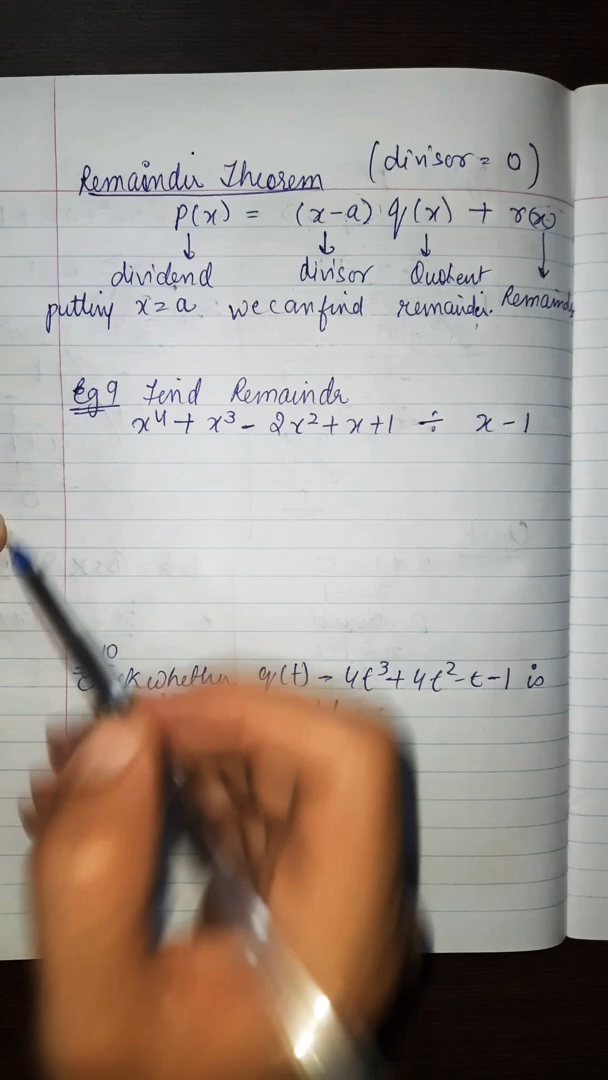 Remainder Theorem (divisor = 0)
p(x) = (x-a) q(x) + r(x)
↓ ↓ ↓ ↓
dividend divisor Quotient Remainder
putting x=a we can find remainder.
Eg 9 Find Remaindr
x⁴ + x³ - 2x² + x + 1 ÷ x - 1
10
whether q(t) = 4t³ + 4t² - t - 1 is